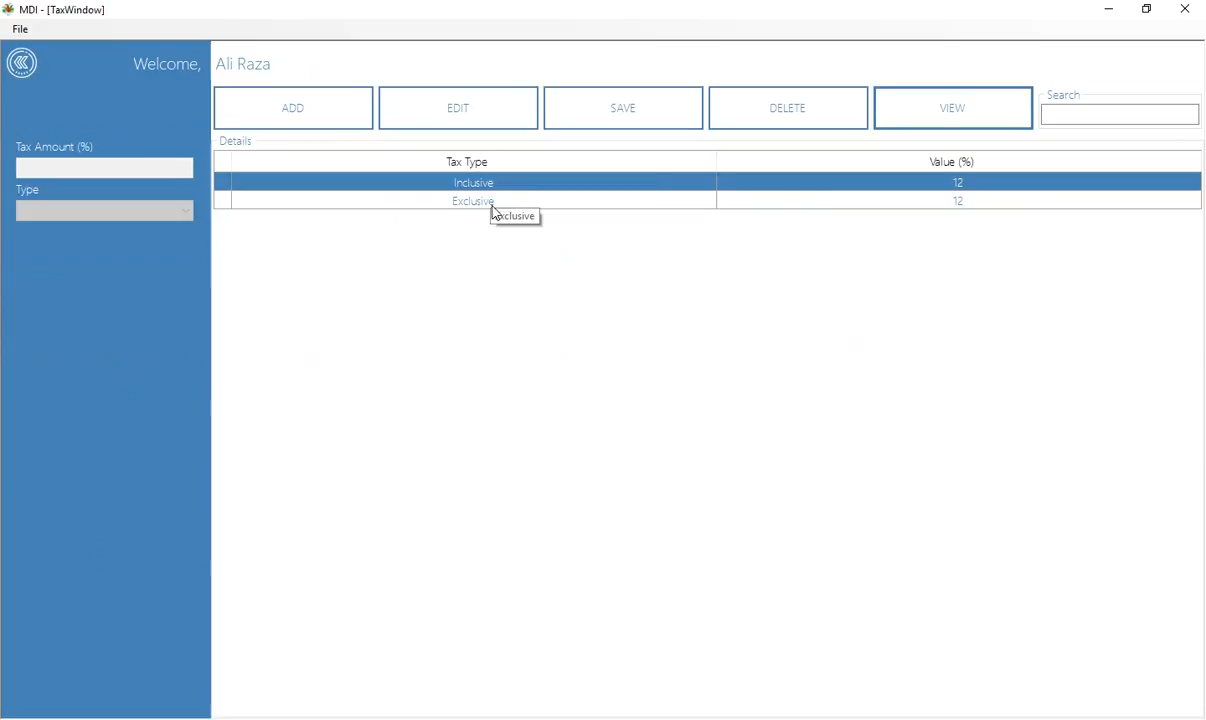 MDI - [TaxWindow]
File
Welcome, Ali Raza
ADD EDIT SAVE DELETE VIEW
Search
Details
Tax Amount (%)
Type
Tax Type Value (%)
Inclusive 12
Exclusive 12